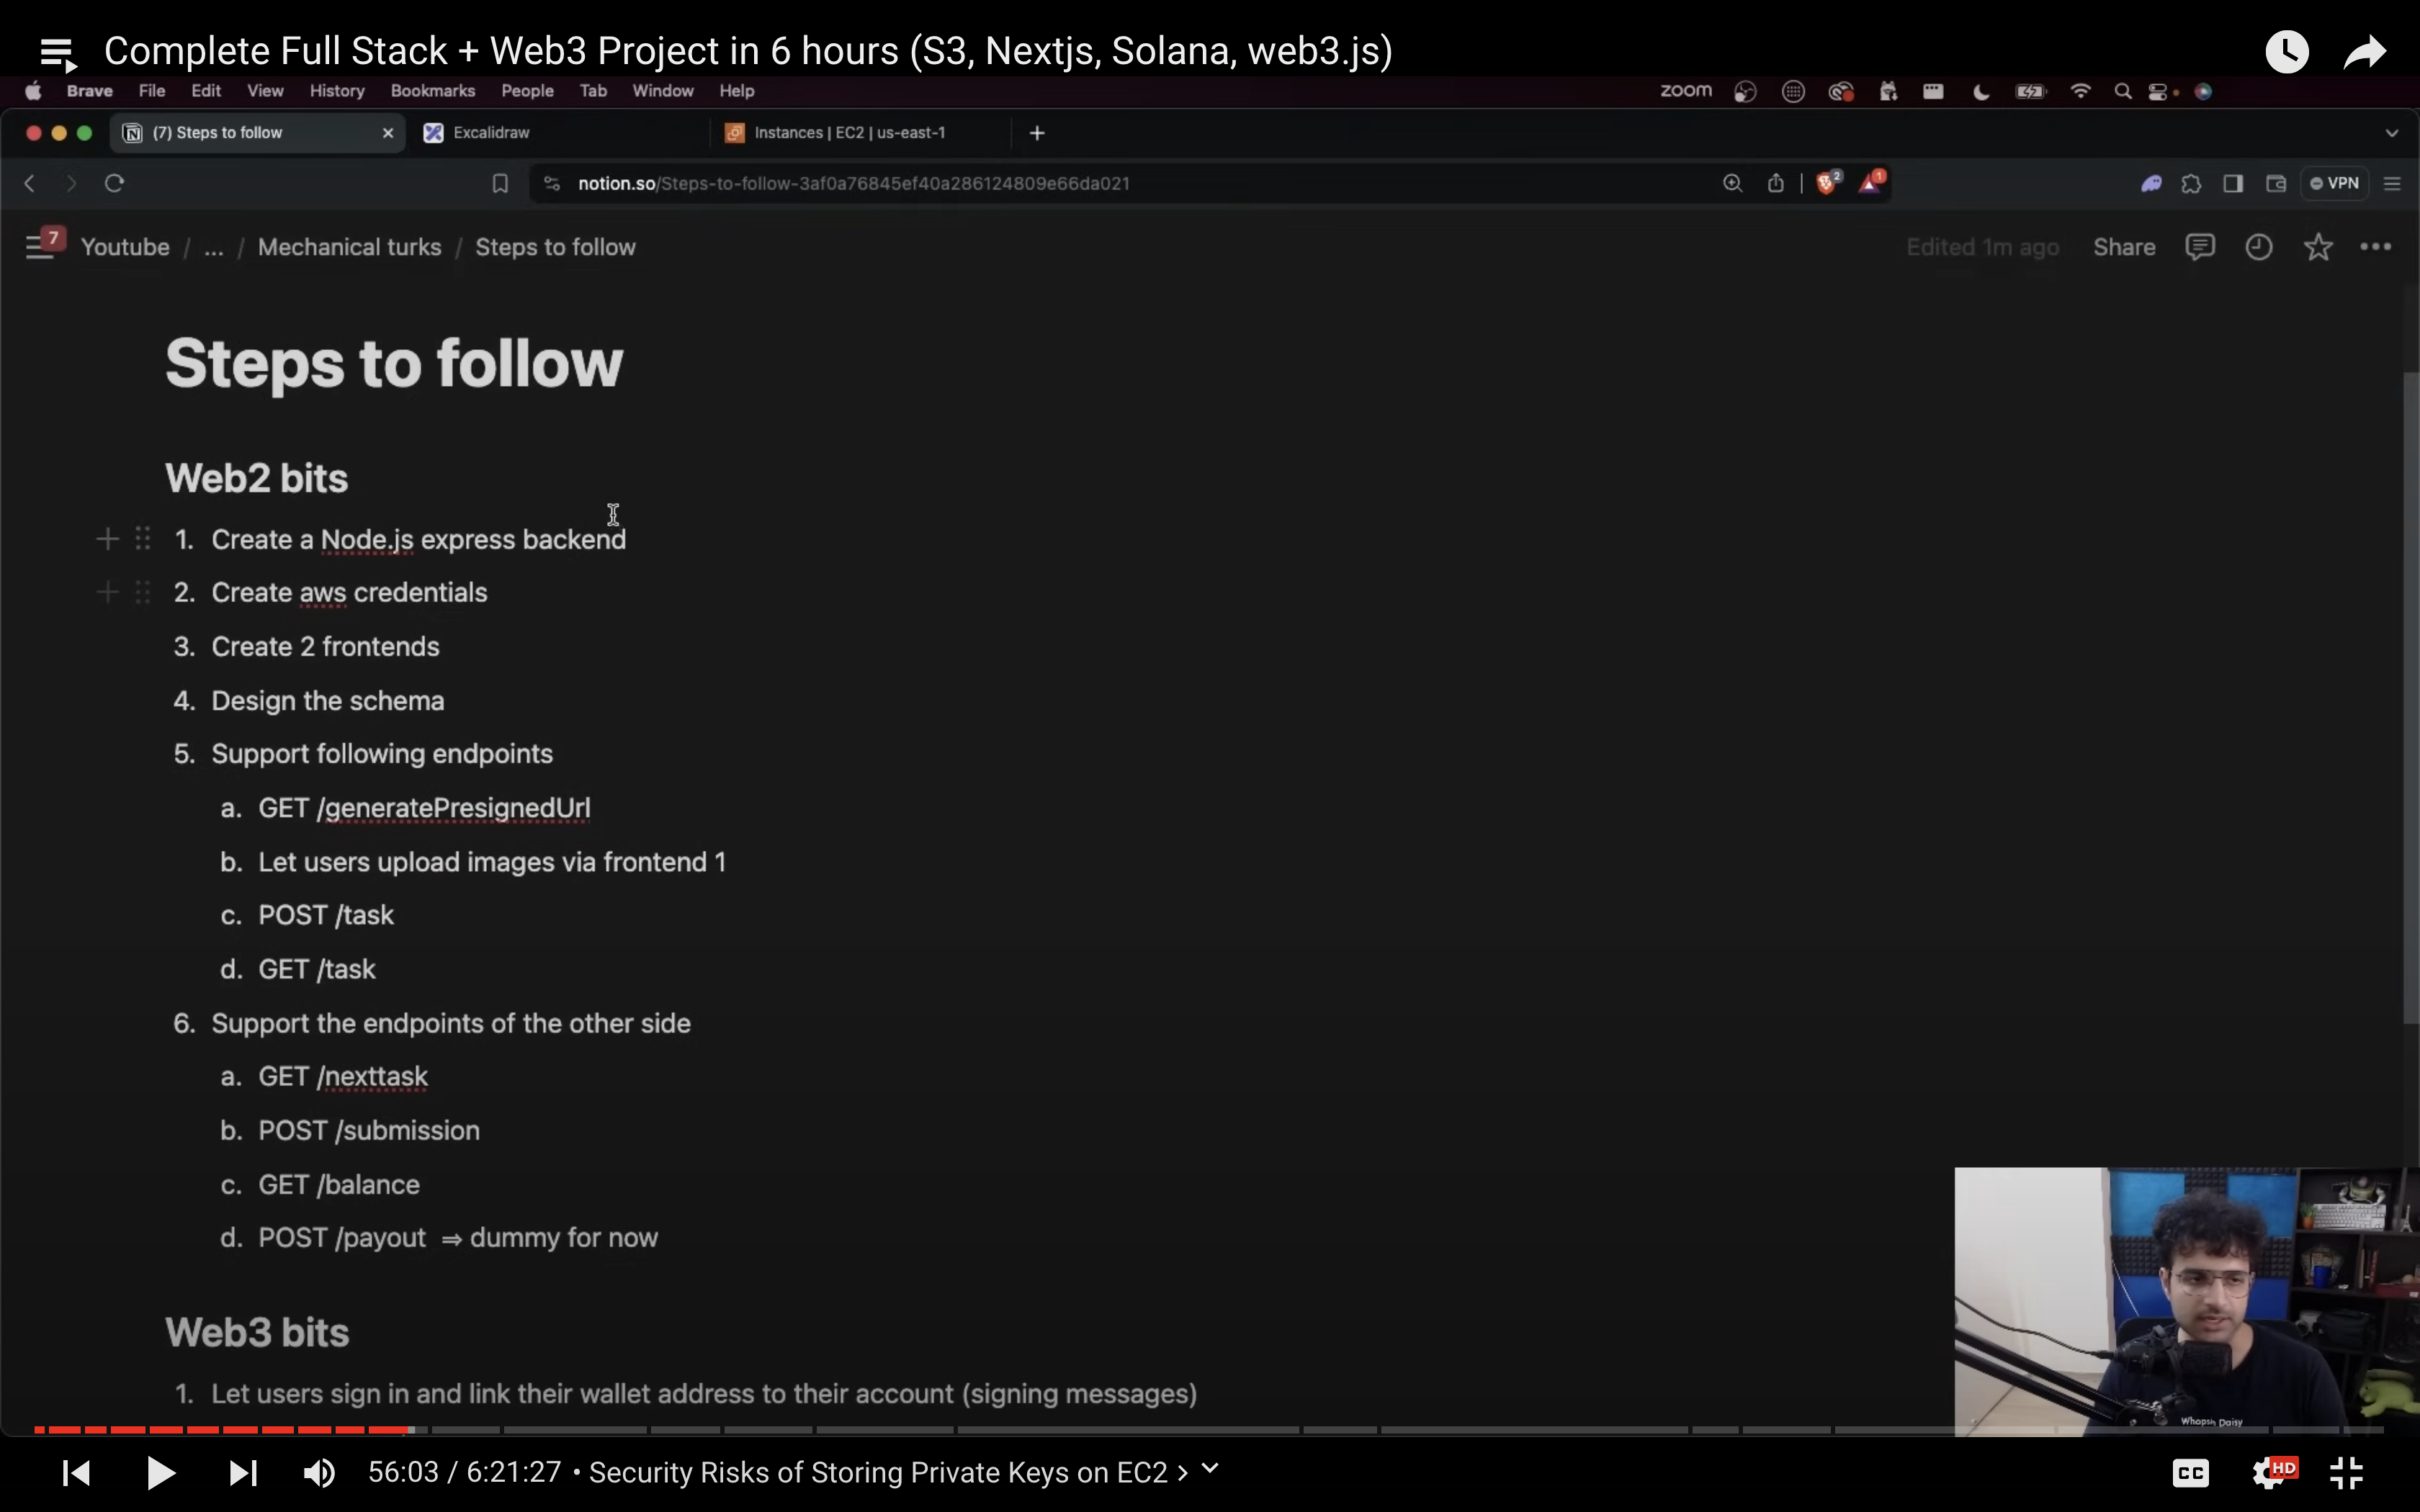 Complete Full Stack + Web3 Project in 6 hours (S3, Nextjs, Solana, web3.js)
Brave File Edit View History Bookmarks People Tab Window Help zoom
(7) Steps to follow Excalidraw Instances | EC2 | us-east-1
notion.so/Steps-to-follow-3af0a76845ef40a286124809e66da021 2 1 VPN
7 Youtube / ... / Mechanical turks / Steps to follow Edited 1m ago Share
Steps to follow
Web2 bits
1. Create a Node.js express backend
2. Create aws credentials
3. Create 2 frontends
4. Design the schema
5. Support following endpoints
a. GET /generatePresignedUrl
b. Let users upload images via frontend 1
c. POST /task
d. GET /task
6. Support the endpoints of the other side
a. GET /nexttask
b. POST /submission
c. GET /balance
d. POST /payout ⇒ dummy for now
Web3 bits
1. Let users sign in and link their wallet address to their account (signing messages)
Whopsh Daisy
56:03 / 6:21:27 • Security Risks of Storing Private Keys on EC2 > CC HD